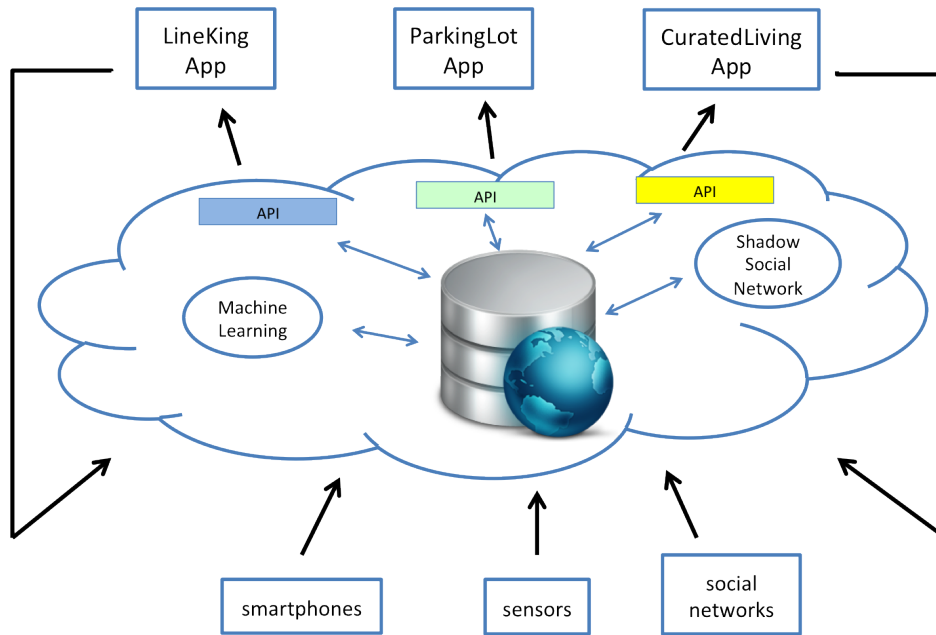 LineKing
App
ParkingLot
App
CuratedLiving
App
API
API
API
Shadow
Social
Network
Machine
Learning
smartphones
sensors
social
networks